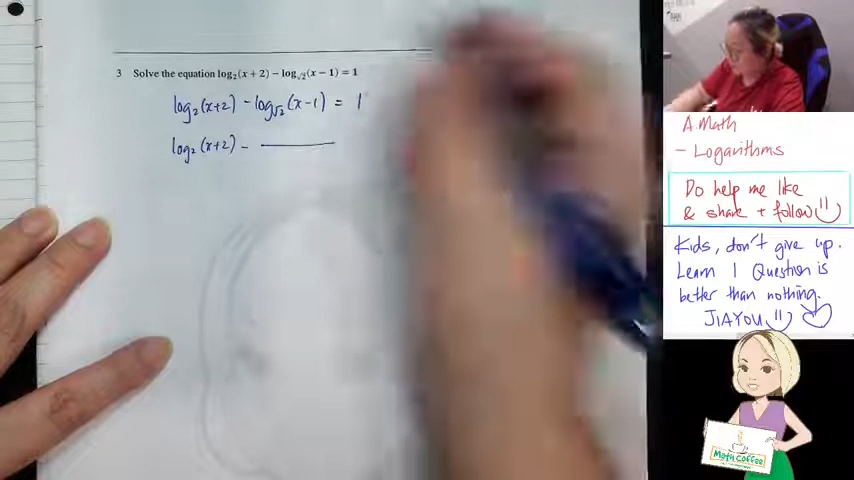 3 Solve the equation log₂(x + 2) − log√₂(x − 1) = 1
log₂(x+2) - log√₂(x-1) = 1
log₂(x+2) -
A.Math
- Logarithms
Do help me like
& share + follow
Kids, don't give up.
Learn 1 Question is
better than nothing.
JIAYOU
Math Coffee